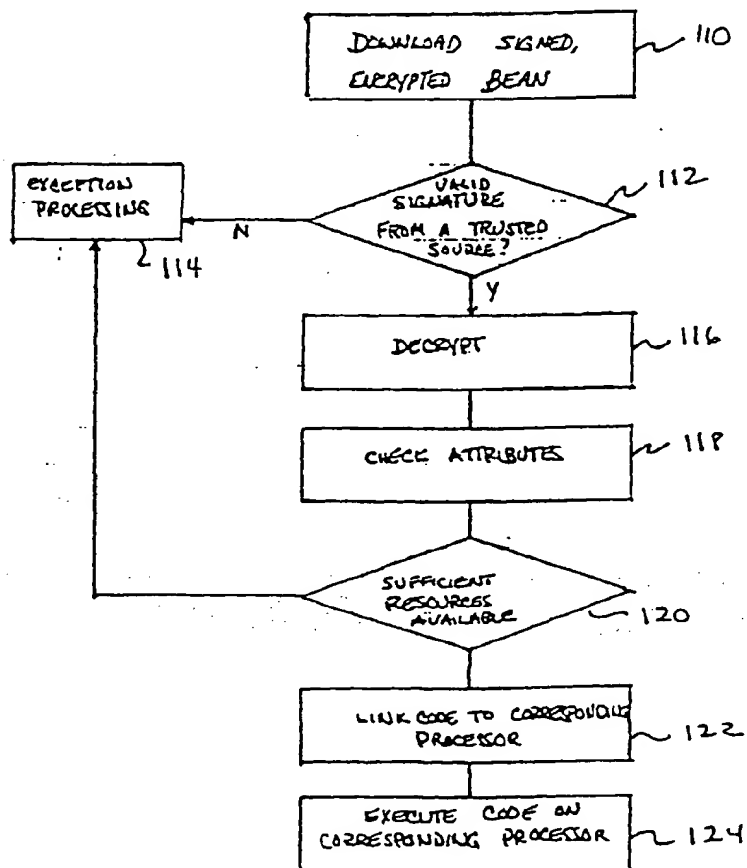 DOWNLOAD SIGNED,
ENCRYPTED BEAN
110
VALID
SIGNATURE
FROM A TRUSTED
SOURCE?
112
EXCEPTION
PROCESSING
114
N
Y
DECRYPT
116
CHECK ATTRIBUTES
118
SUFFICIENT
RESOURCES
AVAILABLE
120
LINK CODE TO CORRESPONDING
PROCESSOR
122
EXECUTE CODE ON
CORRESPONDING PROCESSOR
124